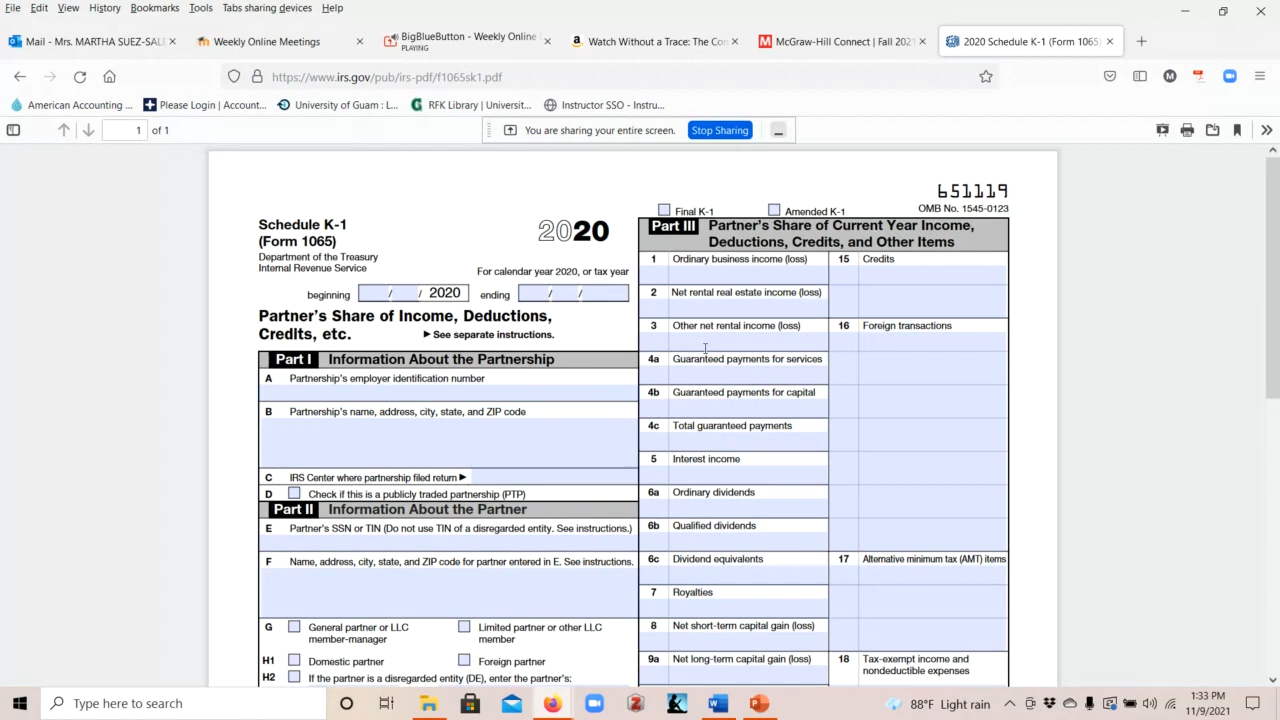 File Edit View History Bookmarks Tools Tabs sharing devices Help
Mail - Mrs. MARTHA SUEZ-SALE
Weekly Online Meetings
BigBlueButton - Weekly Online
PLAYING
Watch Without a Trace: The Con
McGraw-Hill Connect | Fall 2021
2020 Schedule K-1 (Form 1065)
https://www.irs.gov/pub/irs-pdf/f1065sk1.pdf
American Accounting ...
Please Login | Account...
University of Guam : L...
RFK Library | Universit...
Instructor SSO - Instru...
1 of 1
You are sharing your entire screen. Stop Sharing
651119
Final K-1 Amended K-1 OMB No. 1545-0123
Schedule K-1
(Form 1065)
2020
Department of the Treasury
Internal Revenue Service
For calendar year 2020, or tax year
beginning / / 2020 ending / /
Partner's Share of Income, Deductions,
Credits, etc. ▶ See separate instructions.
Part I Information About the Partnership
A Partnership's employer identification number
B Partnership's name, address, city, state, and ZIP code
C IRS Center where partnership filed return ▶
D Check if this is a publicly traded partnership (PTP)
Part II Information About the Partner
E Partner's SSN or TIN (Do not use TIN of a disregarded entity. See instructions.)
F Name, address, city, state, and ZIP code for partner entered in E. See instructions.
G General partner or LLC
member-manager
Limited partner or other LLC
member
H1 Domestic partner Foreign partner
H2 If the partner is a disregarded entity (DE), enter the partner's:
Part III Partner's Share of Current Year Income,
Deductions, Credits, and Other Items
1 Ordinary business income (loss)
2 Net rental real estate income (loss)
3 Other net rental income (loss)
4a Guaranteed payments for services
4b Guaranteed payments for capital
4c Total guaranteed payments
5 Interest income
6a Ordinary dividends
6b Qualified dividends
6c Dividend equivalents
7 Royalties
8 Net short-term capital gain (loss)
9a Net long-term capital gain (loss)
15 Credits
16 Foreign transactions
17 Alternative minimum tax (AMT) items
18 Tax-exempt income and
nondeductible expenses
Type here to search
88°F Light rain
1:33 PM
11/9/2021